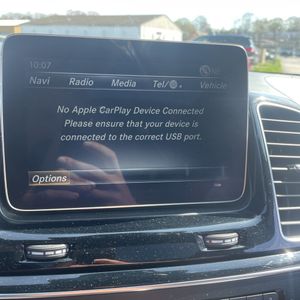 10:07
Navi Radio Media Tel/ Vehicle
No Apple CarPlay Device Connected
Please ensure that your device is
connected to the correct USB port.
Options